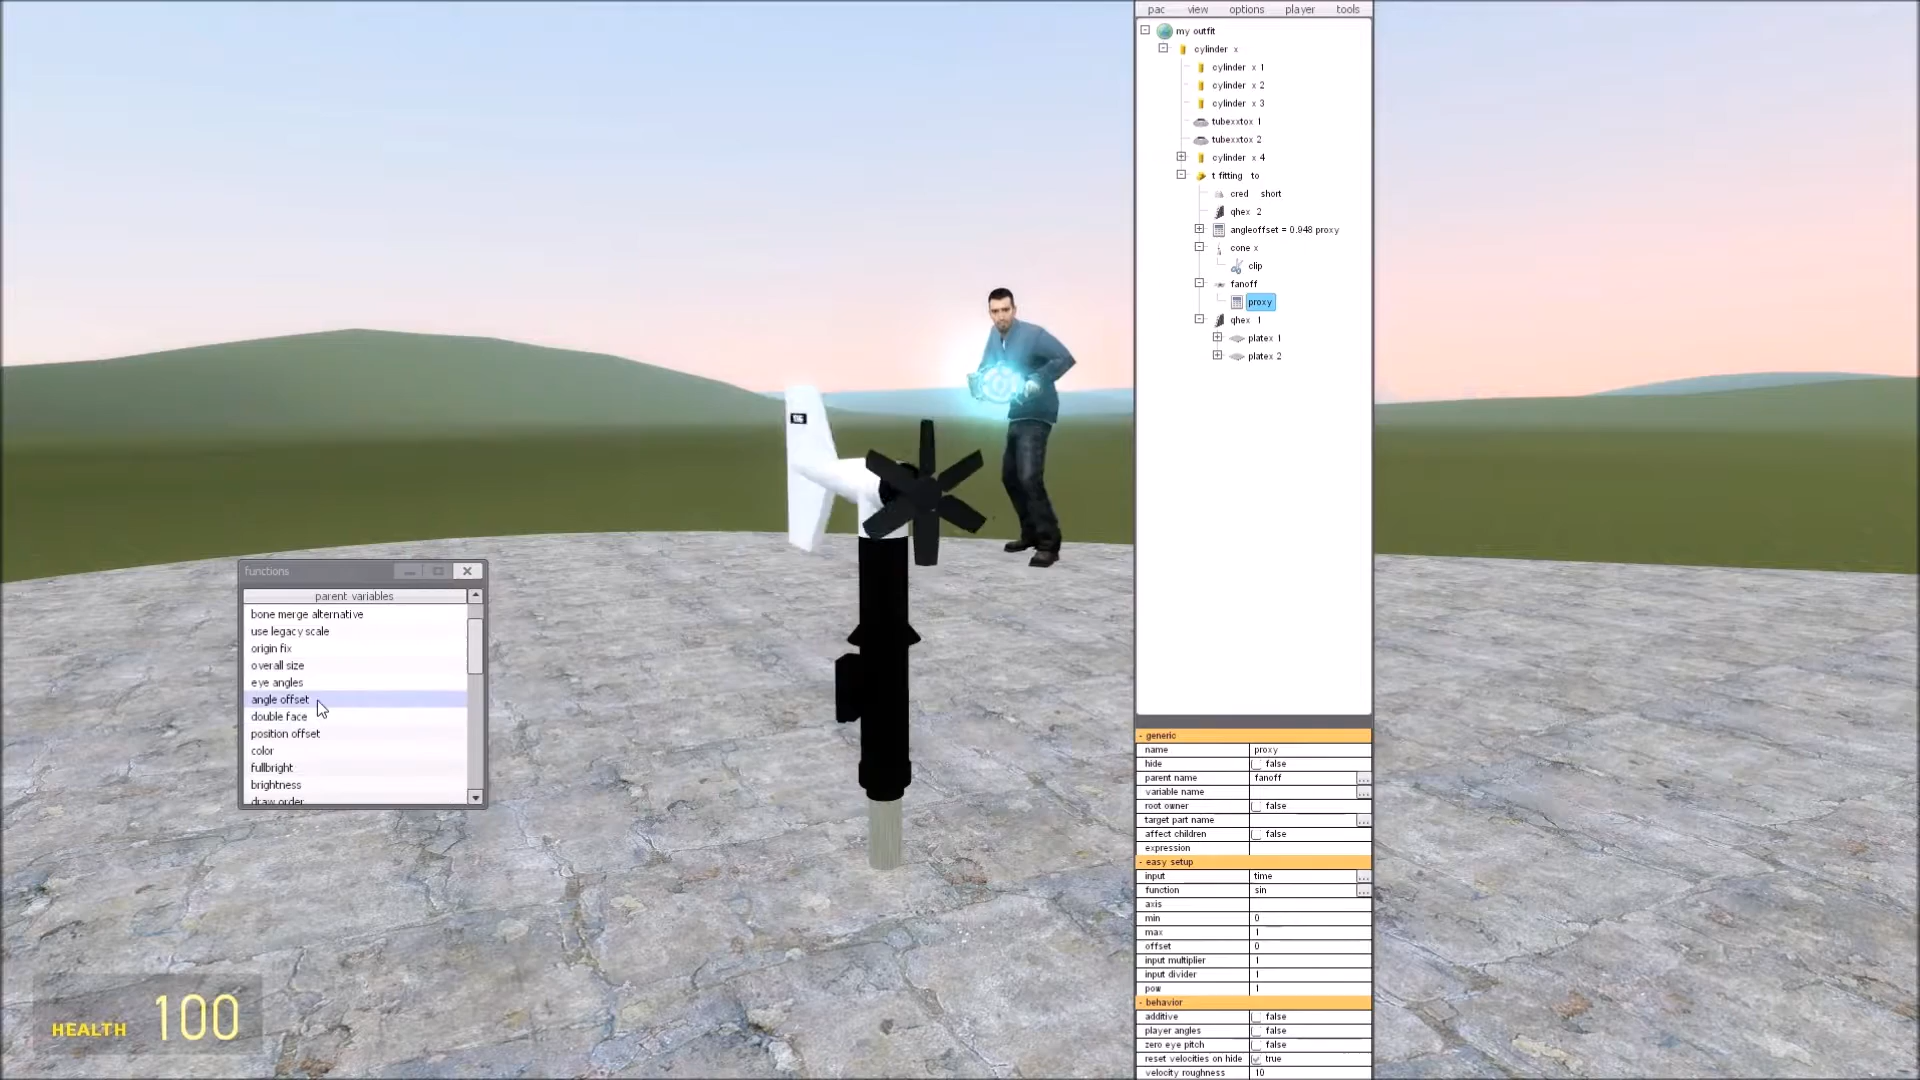 pac view options player tools
my outfit
cylinder x
cylinder x 1
cylinder x 2
cylinder x 3
tubexxtox 1
tubexxtox 2
cylinder x 4
t fitting to
cred short
qhex 2
angleoffset = 0.948 proxy
cone x
clip
fanoff
proxy
qhex 1
platex 1
platex 2
functions
parent variables
bone merge alternative
use legacy scale
origin fix
overall size
eye angles
angle offset
double face
position offset
color
fullbright
brightness
draw order
- generic
name proxy
hide false
parent name fanoff ...
variable name ...
root owner false
target part name ...
affect children false
expression
- easy setup
input time ...
function sin ...
axis
min 0
max 1
offset 0
input multiplier 1
input divider 1
pow 1
- behavior
additive false
player angles false
zero eye pitch false
reset velocities on hide true
velocity roughness 10
HEALTH 100